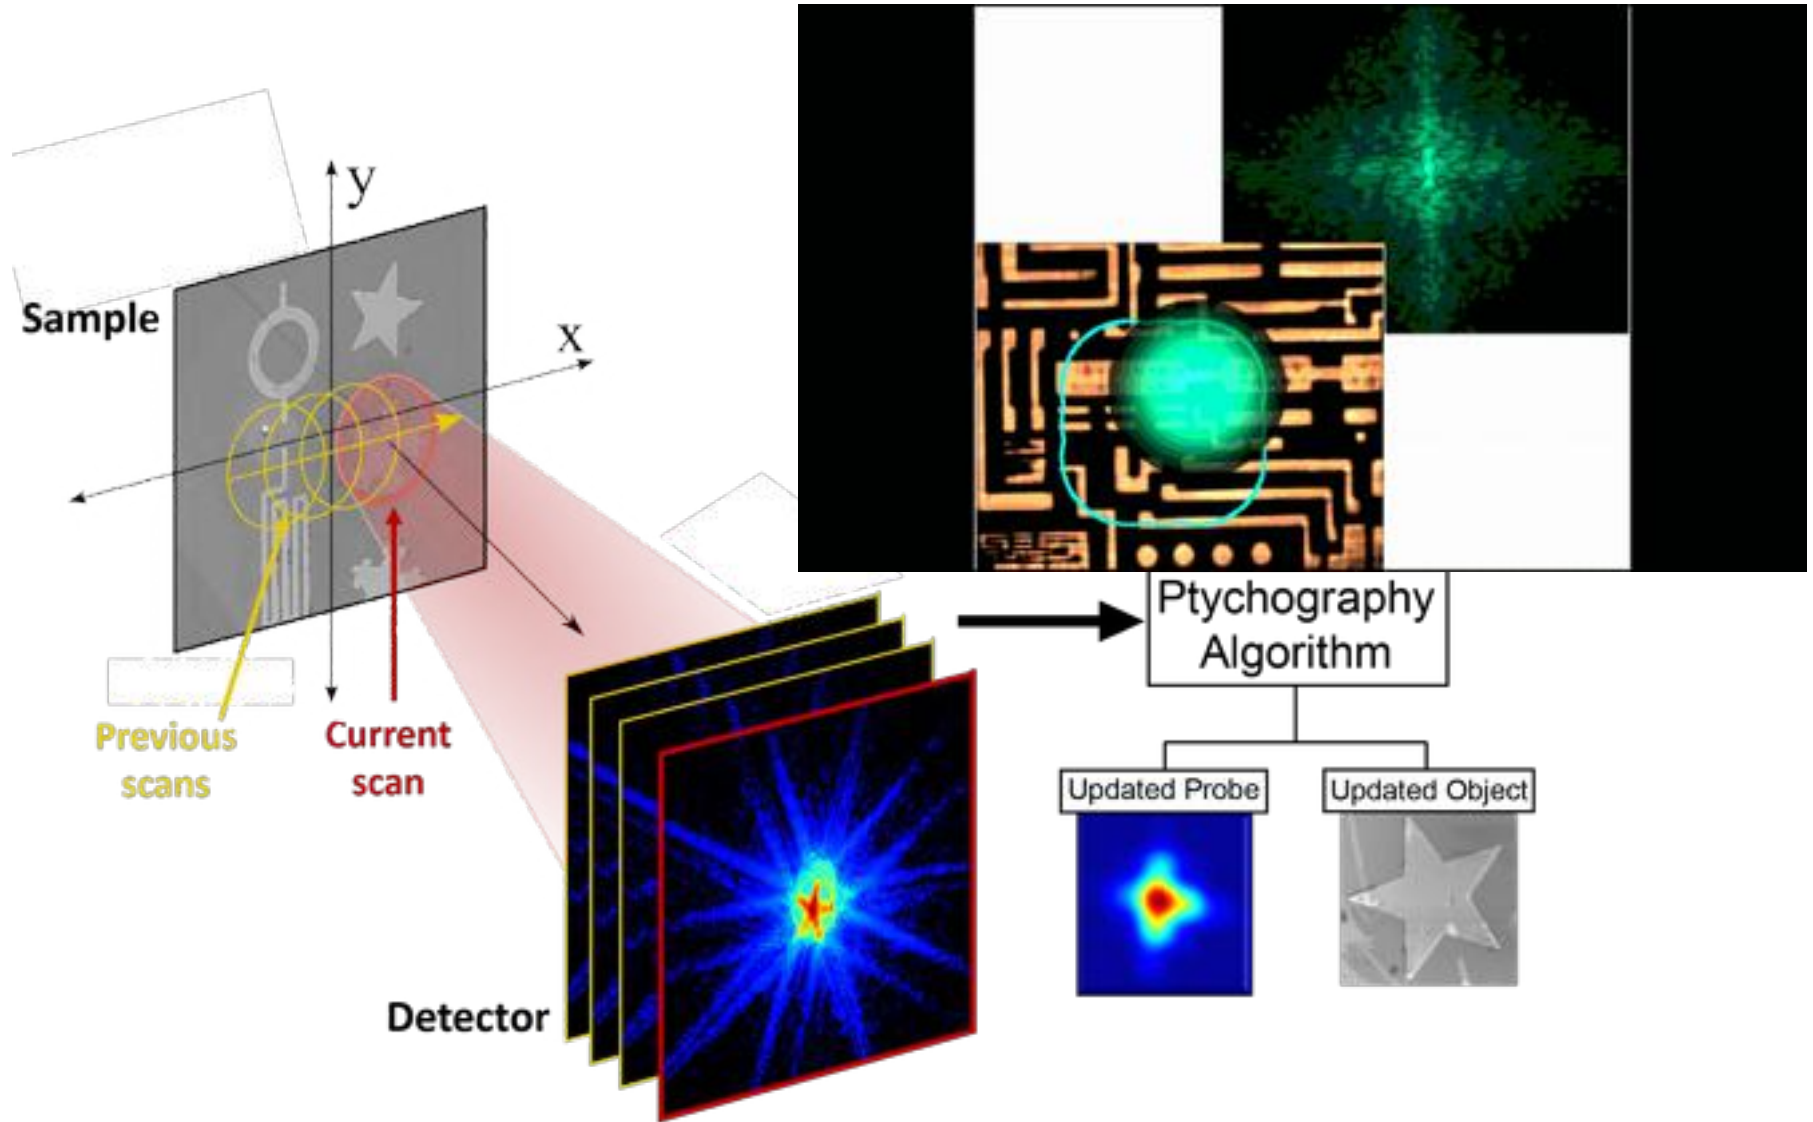 y
x
Sample
Previous
scans
Current
scan
Detector
Ptychography
Algorithm
Updated Probe
Updated Object